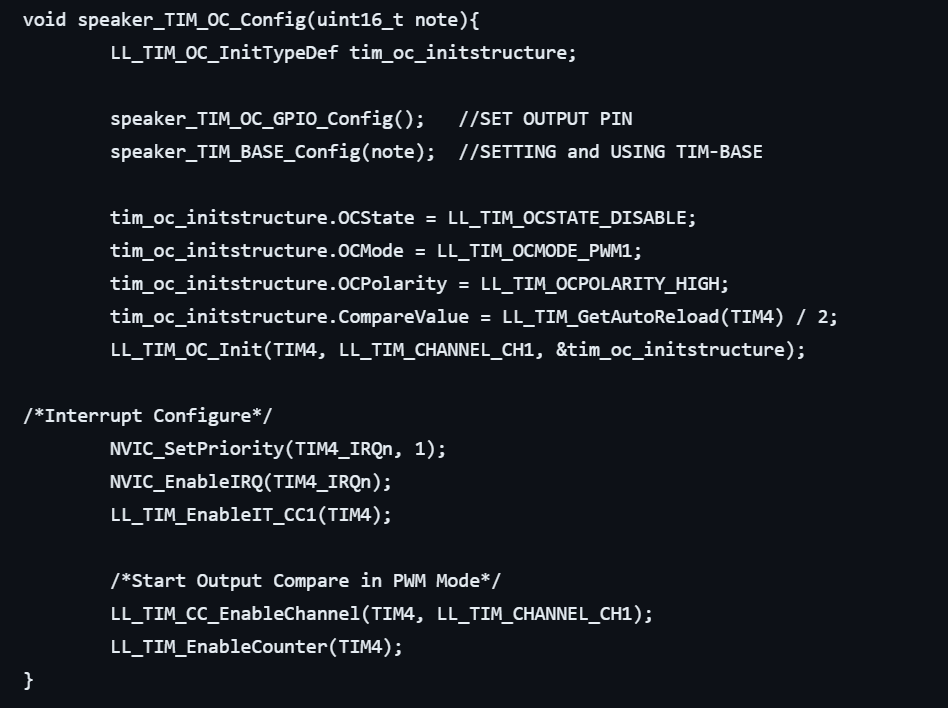 void speaker_TIM_OC_Config(uint16_t note){
        LL_TIM_OC_InitTypeDef tim_oc_initstructure;

        speaker_TIM_OC_GPIO_Config();   //SET OUTPUT PIN
        speaker_TIM_BASE_Config(note);  //SETTING and USING TIM-BASE

        tim_oc_initstructure.OCState = LL_TIM_OCSTATE_DISABLE;
        tim_oc_initstructure.OCMode = LL_TIM_OCMODE_PWM1;
        tim_oc_initstructure.OCPolarity = LL_TIM_OCPOLARITY_HIGH;
        tim_oc_initstructure.CompareValue = LL_TIM_GetAutoReload(TIM4) / 2;
        LL_TIM_OC_Init(TIM4, LL_TIM_CHANNEL_CH1, &tim_oc_initstructure);

/*Interrupt Configure*/
        NVIC_SetPriority(TIM4_IRQn, 1);
        NVIC_EnableIRQ(TIM4_IRQn);
        LL_TIM_EnableIT_CC1(TIM4);

        /*Start Output Compare in PWM Mode*/
        LL_TIM_CC_EnableChannel(TIM4, LL_TIM_CHANNEL_CH1);
        LL_TIM_EnableCounter(TIM4);
}